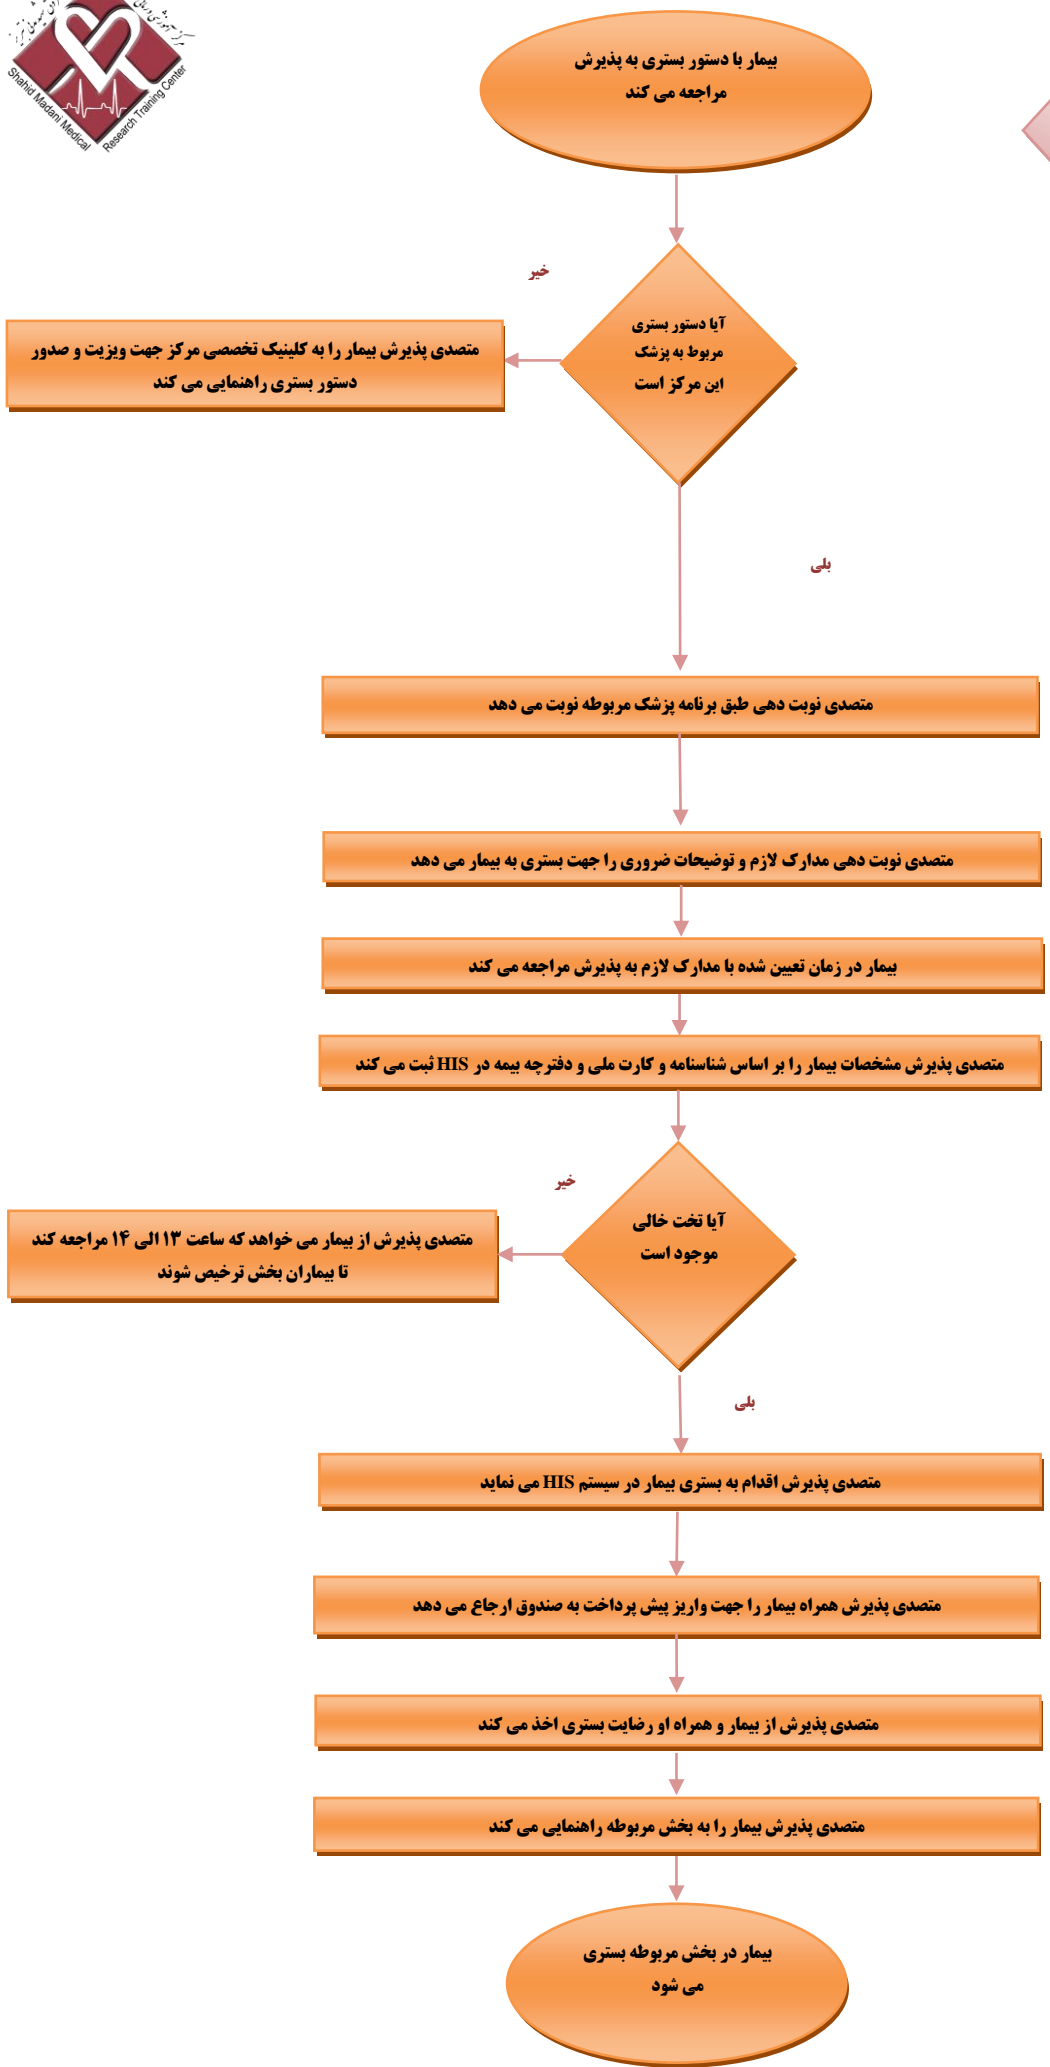 Shahid Madani Medical
Research Training Center
بیمار با دستور بستری به پذیرش
مراجعه می کند
خیر
آیا دستور بستری
مربوط به پزشک
این مرکز است
متصدی پذیرش بیمار را به کلینیک تخصصی مرکز جهت ویزیت و صدور
دستور بستری راهنمایی می کند
بلی
متصدی نوبت دهی طبق برنامه پزشک مربوطه نوبت می دهد
متصدی نوبت دهی مدارک لازم و توضیحات ضروری را جهت بستری به بیمار می دهد
بیمار در زمان تعیین شده با مدارک لازم به پذیرش مراجعه می کند
متصدی پذیرش مشخصات بیمار را بر اساس شناسنامه و کارت ملی و دفترچه بیمه در HIS ثبت می کند
خیر
آیا تخت خالی
موجود است
متصدی پذیرش از بیمار می خواهد که ساعت ۱۳ الی ۱۴ مراجعه کند
تا بیماران بخش ترخیص شوند
بلی
متصدی پذیرش اقدام به بستری بیمار در سیستم HIS می نماید
متصدی پذیرش همراه بیمار را جهت واریز پیش پرداخت به صندوق ارجاع می دهد
متصدی پذیرش از بیمار و همراه او رضایت بستری اخذ می کند
متصدی پذیرش بیمار را به بخش مربوطه راهنمایی می کند
بیمار در بخش مربوطه بستری
می شود